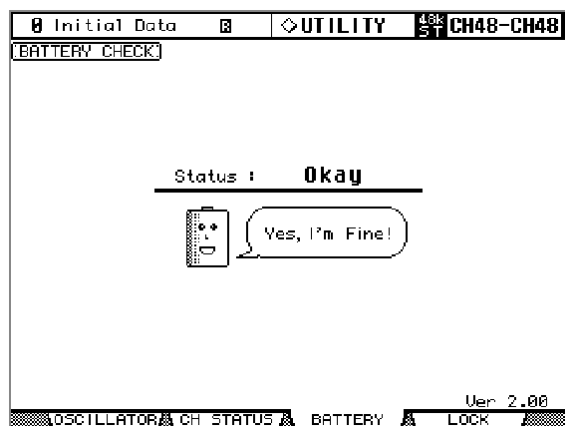 0 Initial Data R ◇UTILITY 48k ST CH48-CH48
BATTERY CHECK
Status : Okay
Yes, I'm Fine!
Ver 2.00
OSCILLATOR CH STATUS BATTERY LOCK